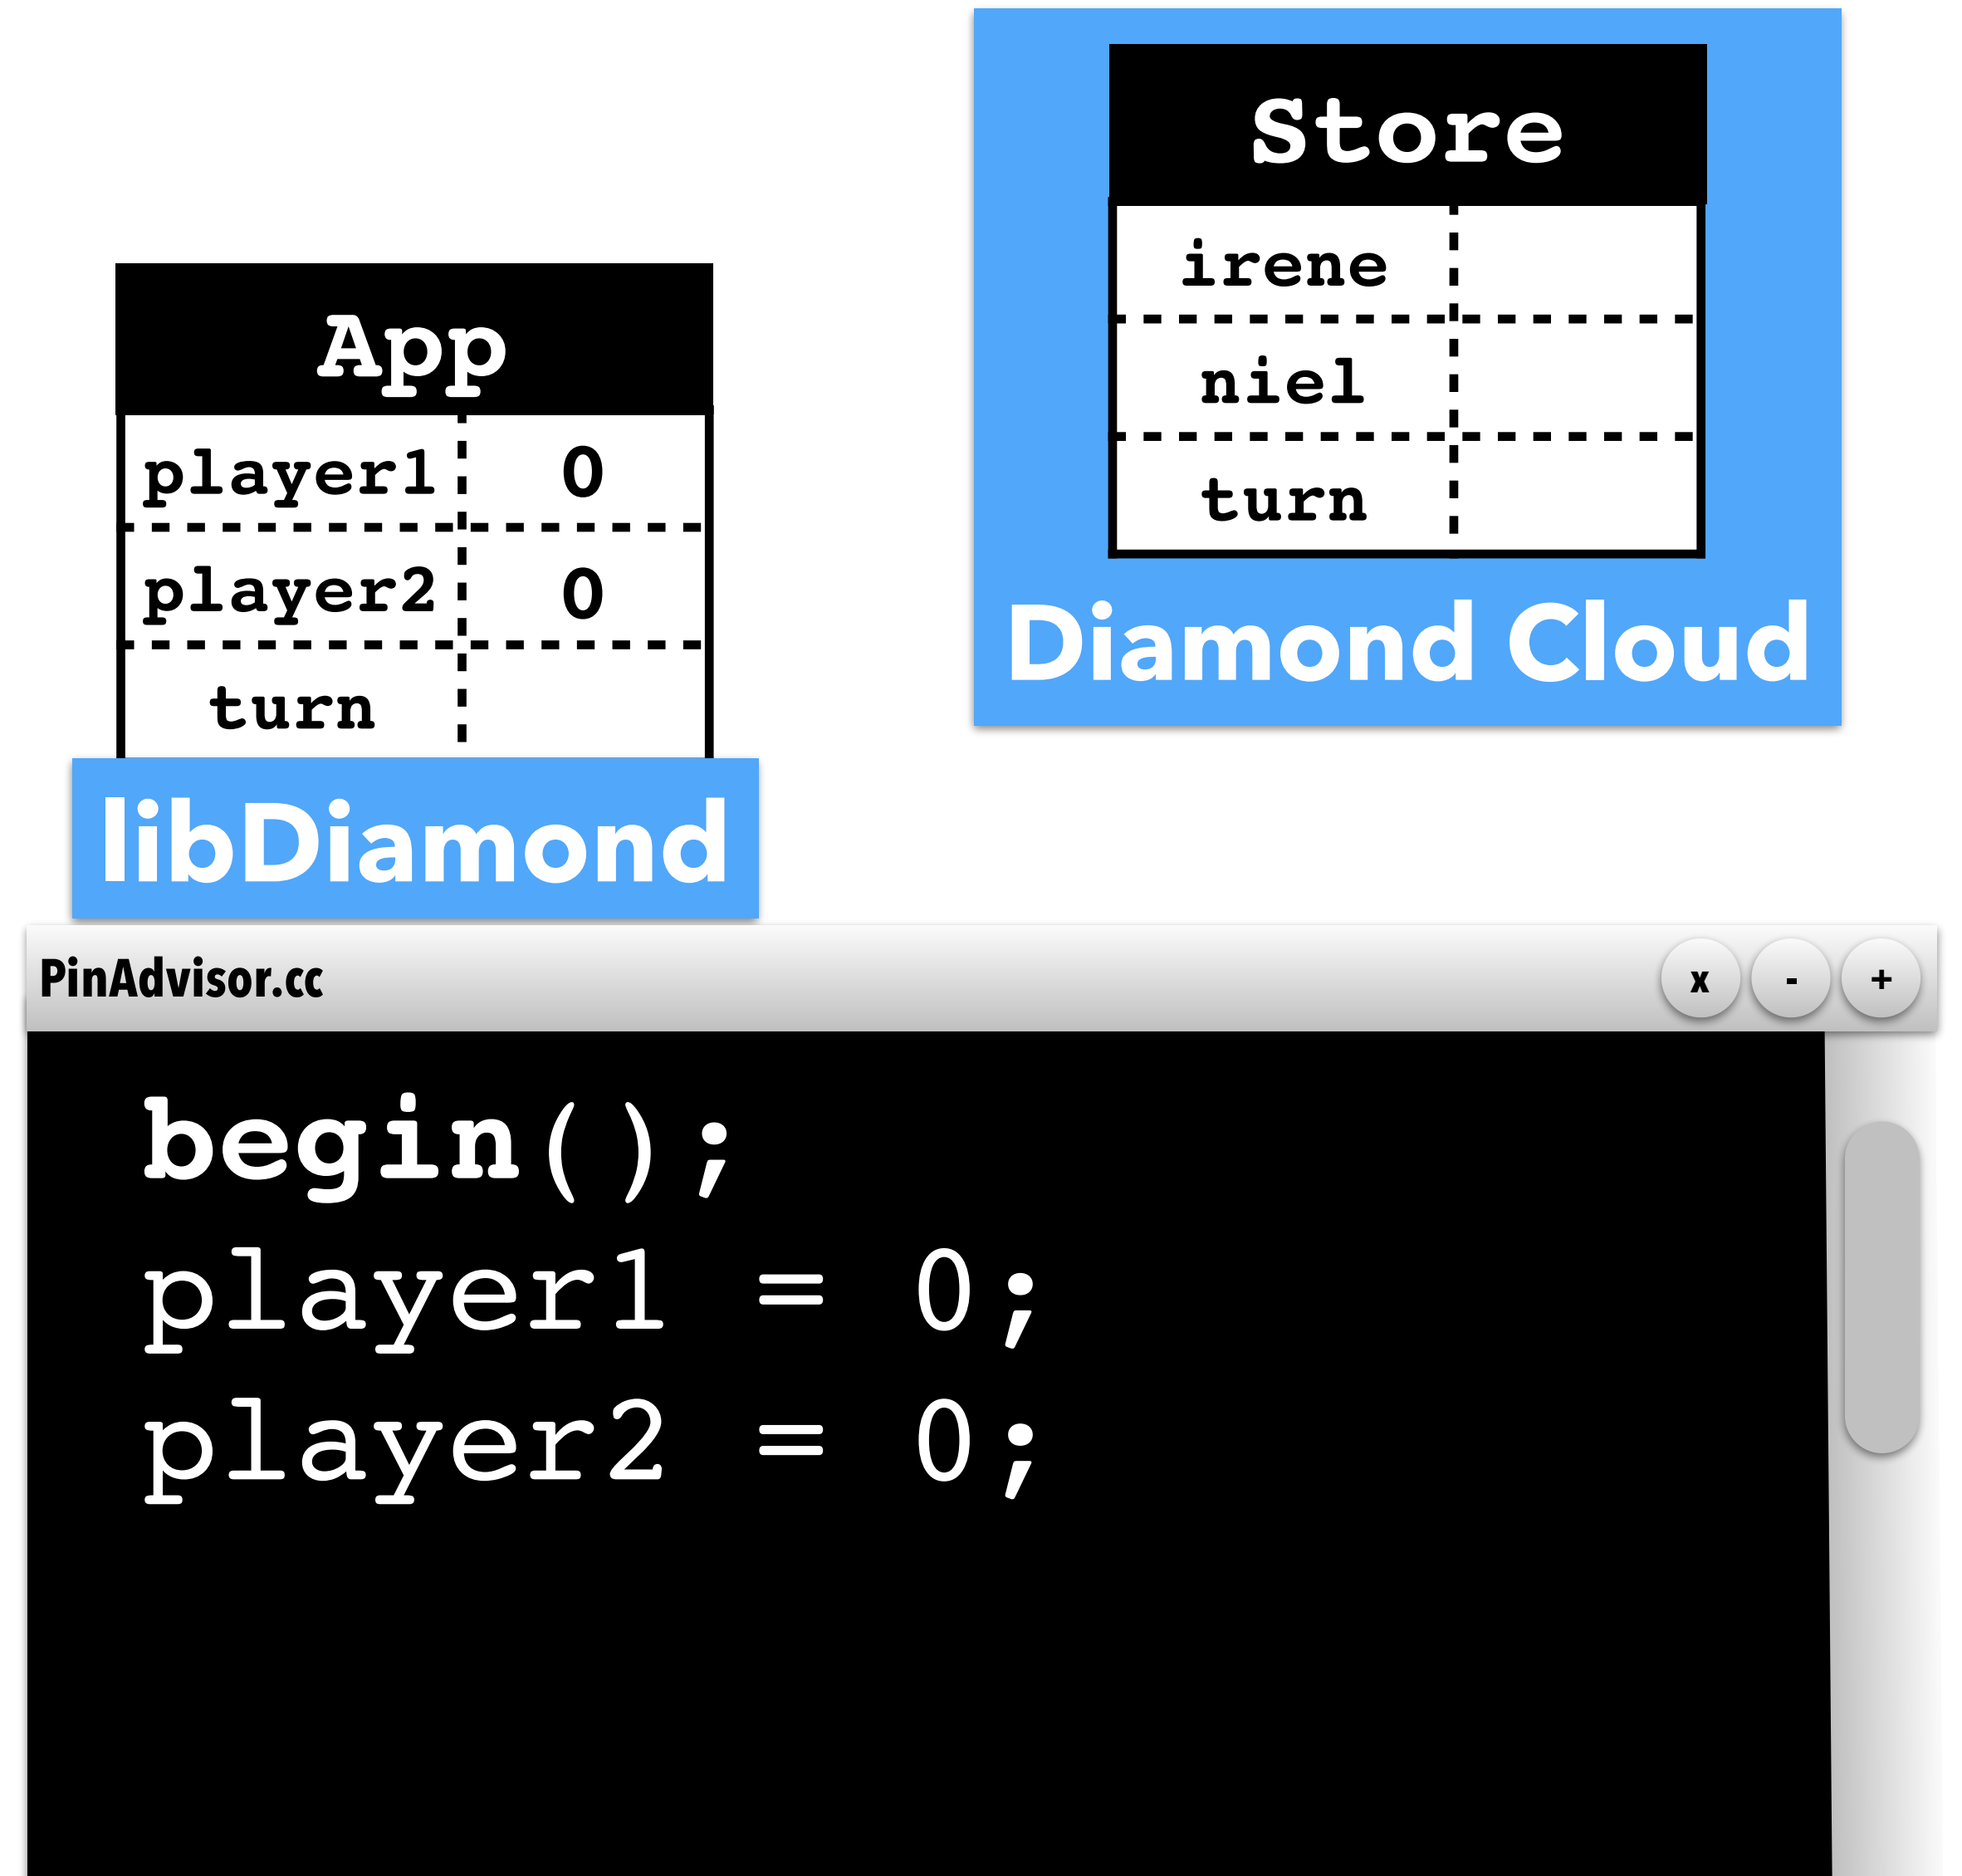 Store
irene
niel
turn
Diamond Cloud
App
player1 0
player2 0
turn
libDiamond
PinAdvisor.cc x - +
begin();
player1 = 0;
player2 = 0;